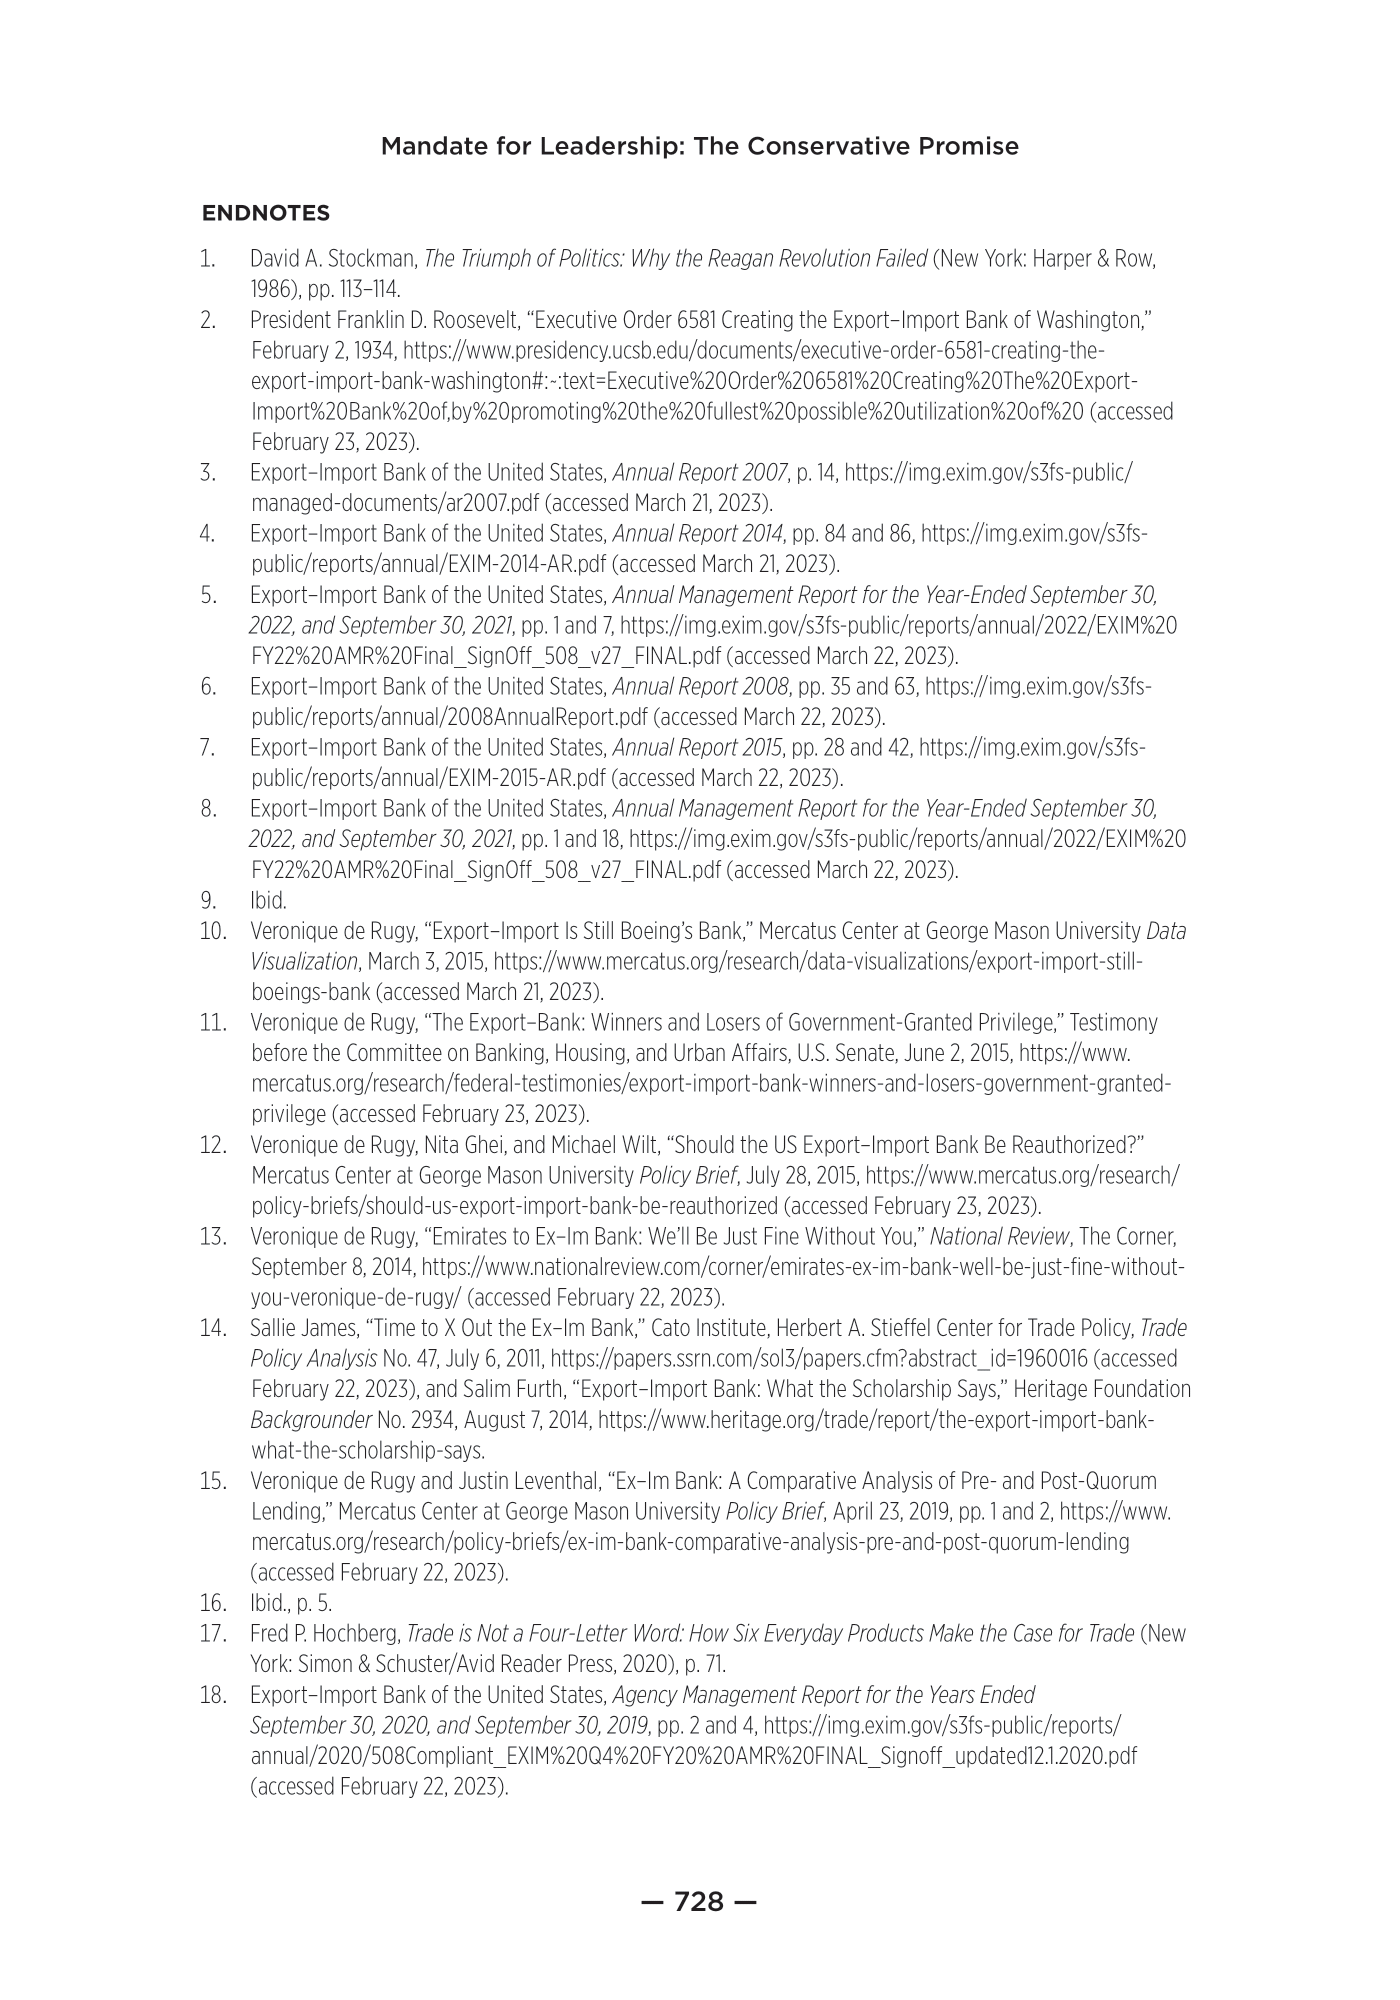 Mandate for Leadership: The Conservative Promise
ENDNOTES
1. David A. Stockman, The Triumph of Politics: Why the Reagan Revolution Failed (New York: Harper & Row,
1986), pp. 113–114.
2. President Franklin D. Roosevelt, “Executive Order 6581 Creating the Export–Import Bank of Washington,”
February 2, 1934, https://www.presidency.ucsb.edu/documents/executive-order-6581-creating-the-
export-import-bank-washington#:~:text=Executive%20Order%206581%20Creating%20The%20Export-
Import%20Bank%20of,by%20promoting%20the%20fullest%20possible%20utilization%20of%20 (accessed
February 23, 2023).
3. Export–Import Bank of the United States, Annual Report 2007, p. 14, https://img.exim.gov/s3fs-public/
managed-documents/ar2007.pdf (accessed March 21, 2023).
4. Export–Import Bank of the United States, Annual Report 2014, pp. 84 and 86, https://img.exim.gov/s3fs-
public/reports/annual/EXIM-2014-AR.pdf (accessed March 21, 2023).
5. Export–Import Bank of the United States, Annual Management Report for the Year-Ended September 30,
2022, and September 30, 2021, pp. 1 and 7, https://img.exim.gov/s3fs-public/reports/annual/2022/EXIM%20
FY22%20AMR%20Final_SignOff_508_v27_FINAL.pdf (accessed March 22, 2023).
6. Export–Import Bank of the United States, Annual Report 2008, pp. 35 and 63, https://img.exim.gov/s3fs-
public/reports/annual/2008AnnualReport.pdf (accessed March 22, 2023).
7. Export–Import Bank of the United States, Annual Report 2015, pp. 28 and 42, https://img.exim.gov/s3fs-
public/reports/annual/EXIM-2015-AR.pdf (accessed March 22, 2023).
8. Export–Import Bank of the United States, Annual Management Report for the Year-Ended September 30,
2022, and September 30, 2021, pp. 1 and 18, https://img.exim.gov/s3fs-public/reports/annual/2022/EXIM%20
FY22%20AMR%20Final_SignOff_508_v27_FINAL.pdf (accessed March 22, 2023).
9. Ibid.
10. Veronique de Rugy, “Export–Import Is Still Boeing’s Bank,” Mercatus Center at George Mason University Data
Visualization, March 3, 2015, https://www.mercatus.org/research/data-visualizations/export-import-still-
boeings-bank (accessed March 21, 2023).
11. Veronique de Rugy, “The Export–Bank: Winners and Losers of Government-Granted Privilege,” Testimony
before the Committee on Banking, Housing, and Urban Affairs, U.S. Senate, June 2, 2015, https://www.
mercatus.org/research/federal-testimonies/export-import-bank-winners-and-losers-government-granted-
privilege (accessed February 23, 2023).
12. Veronique de Rugy, Nita Ghei, and Michael Wilt, “Should the US Export–Import Bank Be Reauthorized?”
Mercatus Center at George Mason University Policy Brief, July 28, 2015, https://www.mercatus.org/research/
policy-briefs/should-us-export-import-bank-be-reauthorized (accessed February 23, 2023).
13. Veronique de Rugy, “Emirates to Ex–Im Bank: We’ll Be Just Fine Without You,” National Review, The Corner,
September 8, 2014, https://www.nationalreview.com/corner/emirates-ex-im-bank-well-be-just-fine-without-
you-veronique-de-rugy/ (accessed February 22, 2023).
14. Sallie James, “Time to X Out the Ex–Im Bank,” Cato Institute, Herbert A. Stieffel Center for Trade Policy, Trade
Policy Analysis No. 47, July 6, 2011, https://papers.ssrn.com/sol3/papers.cfm?abstract_id=1960016 (accessed
February 22, 2023), and Salim Furth, “Export–Import Bank: What the Scholarship Says,” Heritage Foundation
Backgrounder No. 2934, August 7, 2014, https://www.heritage.org/trade/report/the-export-import-bank-
what-the-scholarship-says.
15. Veronique de Rugy and Justin Leventhal, “Ex–Im Bank: A Comparative Analysis of Pre- and Post-Quorum
Lending,” Mercatus Center at George Mason University Policy Brief, April 23, 2019, pp. 1 and 2, https://www.
mercatus.org/research/policy-briefs/ex-im-bank-comparative-analysis-pre-and-post-quorum-lending
(accessed February 22, 2023).
16. Ibid., p. 5.
17. Fred P. Hochberg, Trade is Not a Four-Letter Word: How Six Everyday Products Make the Case for Trade (New
York: Simon & Schuster/Avid Reader Press, 2020), p. 71.
18. Export–Import Bank of the United States, Agency Management Report for the Years Ended
September 30, 2020, and September 30, 2019, pp. 2 and 4, https://img.exim.gov/s3fs-public/reports/
annual/2020/508Compliant_EXIM%20Q4%20FY20%20AMR%20FINAL_Signoff_updated12.1.2020.pdf
(accessed February 22, 2023).
— 728 —